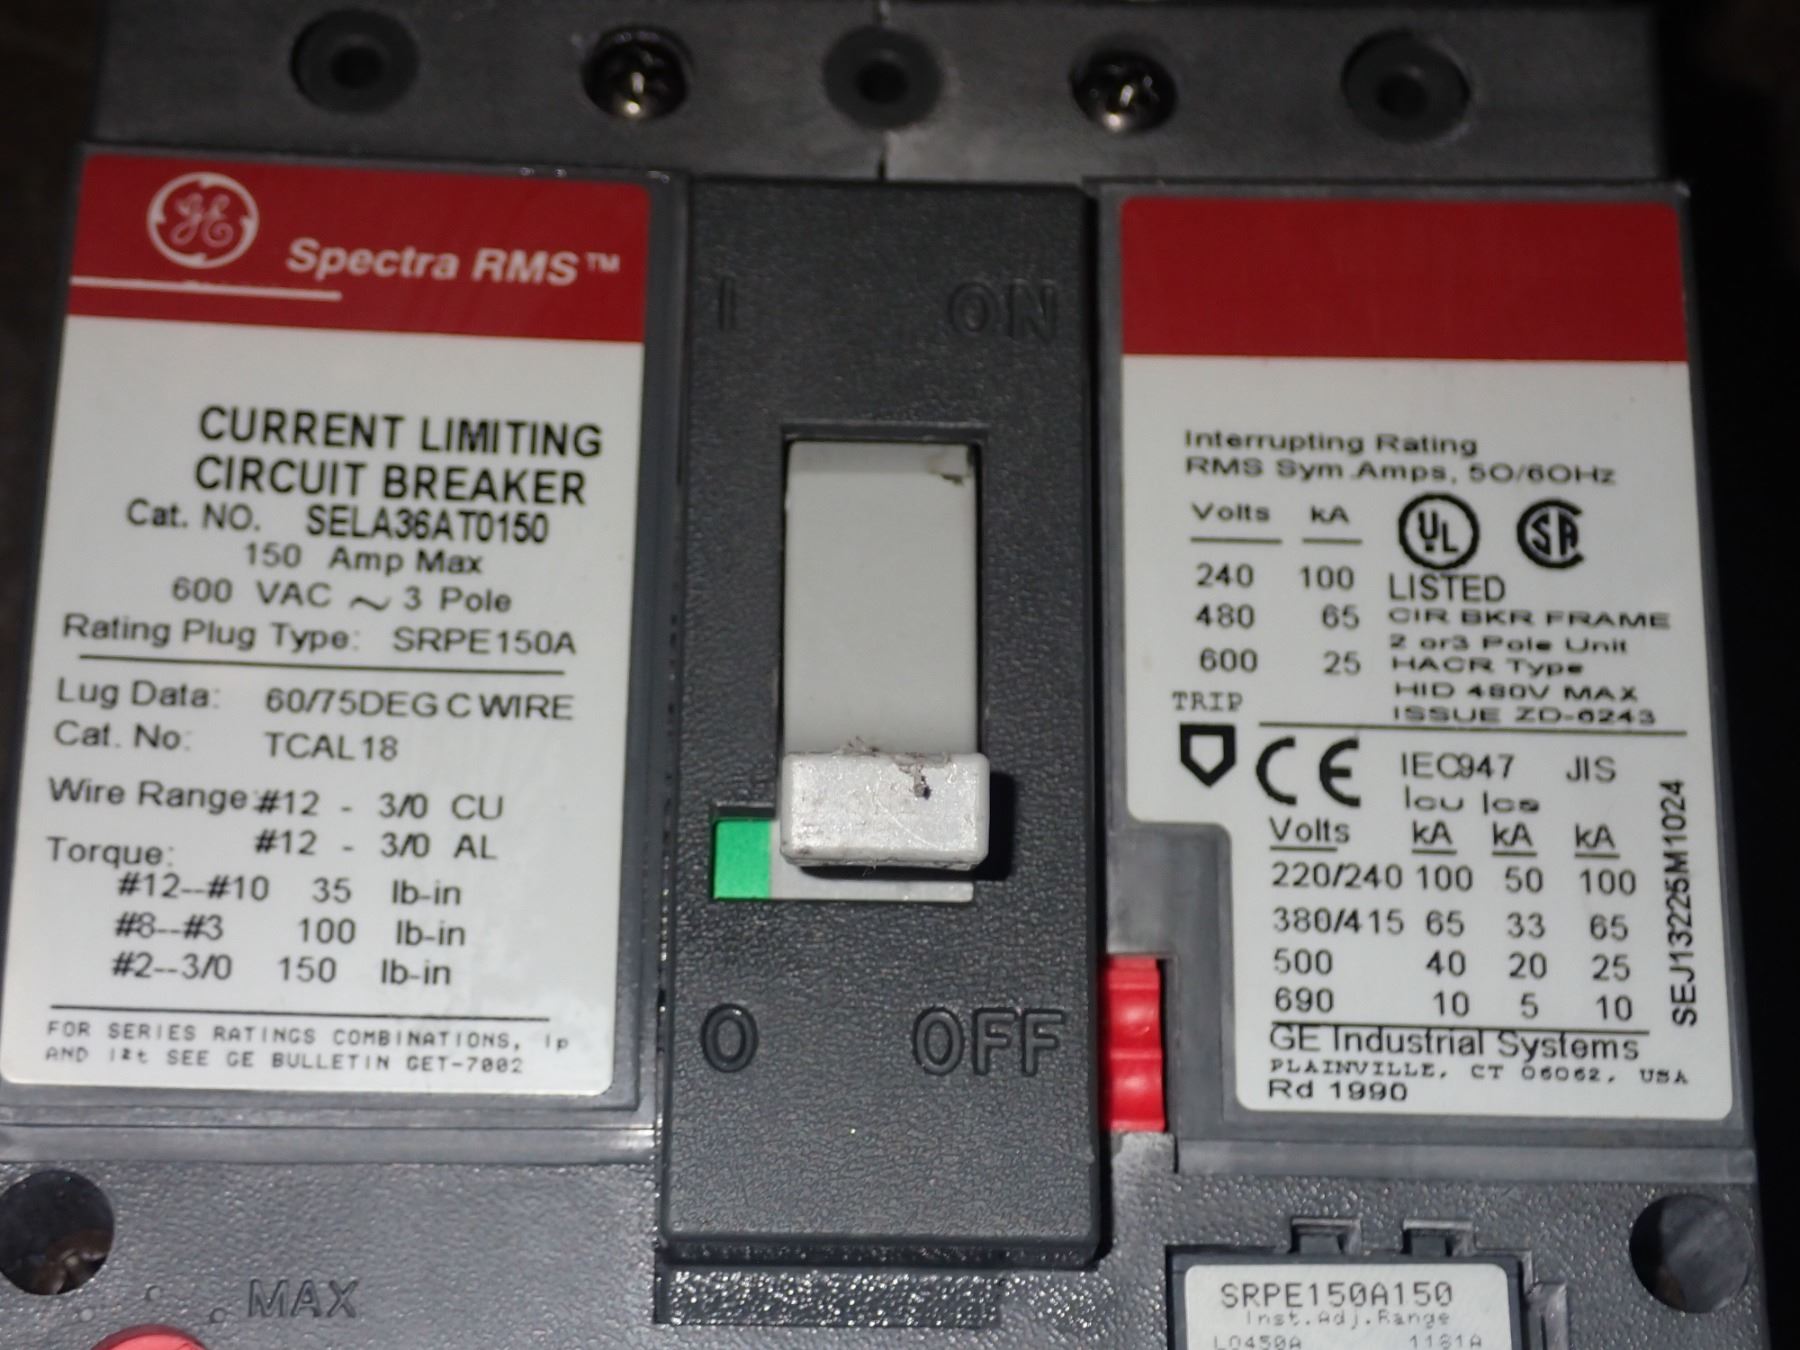 GE Spectra RMS™
CURRENT LIMITING
CIRCUIT BREAKER
Cat. NO. SELA36AT0150
150 Amp Max
600 VAC ~ 3 Pole
Rating Plug Type: SRPE150A
Lug Data: 60/75DEG C WIRE
Cat. No: TCAL18
Wire Range: #12 - 3/0 CU
#12 - 3/0 AL
Torque:
#12--#10 35 lb-in
#8--#3 100 lb-in
#2--3/0 150 lb-in
FOR SERIES RATINGS COMBINATIONS, Ip
AND I2t SEE GE BULLETIN GET-7002
I ON
O OFF
MAX
Interrupting Rating
RMS Sym.Amps, 50/60Hz
Volts kA
240 100
480 65
600 25
UL SA
LISTED
CIR BKR FRAME
2 or3 Pole Unit
HACR Type
HID 480V MAX
ISSUE ZD-6243
TRIP
CE IEC947 JIS
Icu Ics
Volts kA kA kA
220/240 100 50 100
380/415 65 33 65
500 40 20 25
690 10 5 10
GE Industrial Systems
PLAINVILLE, CT 06062, USA
Rd 1990
SEJ13225M1024
SRPE150A150
Inst.Adj.Range
LO450A 1181A